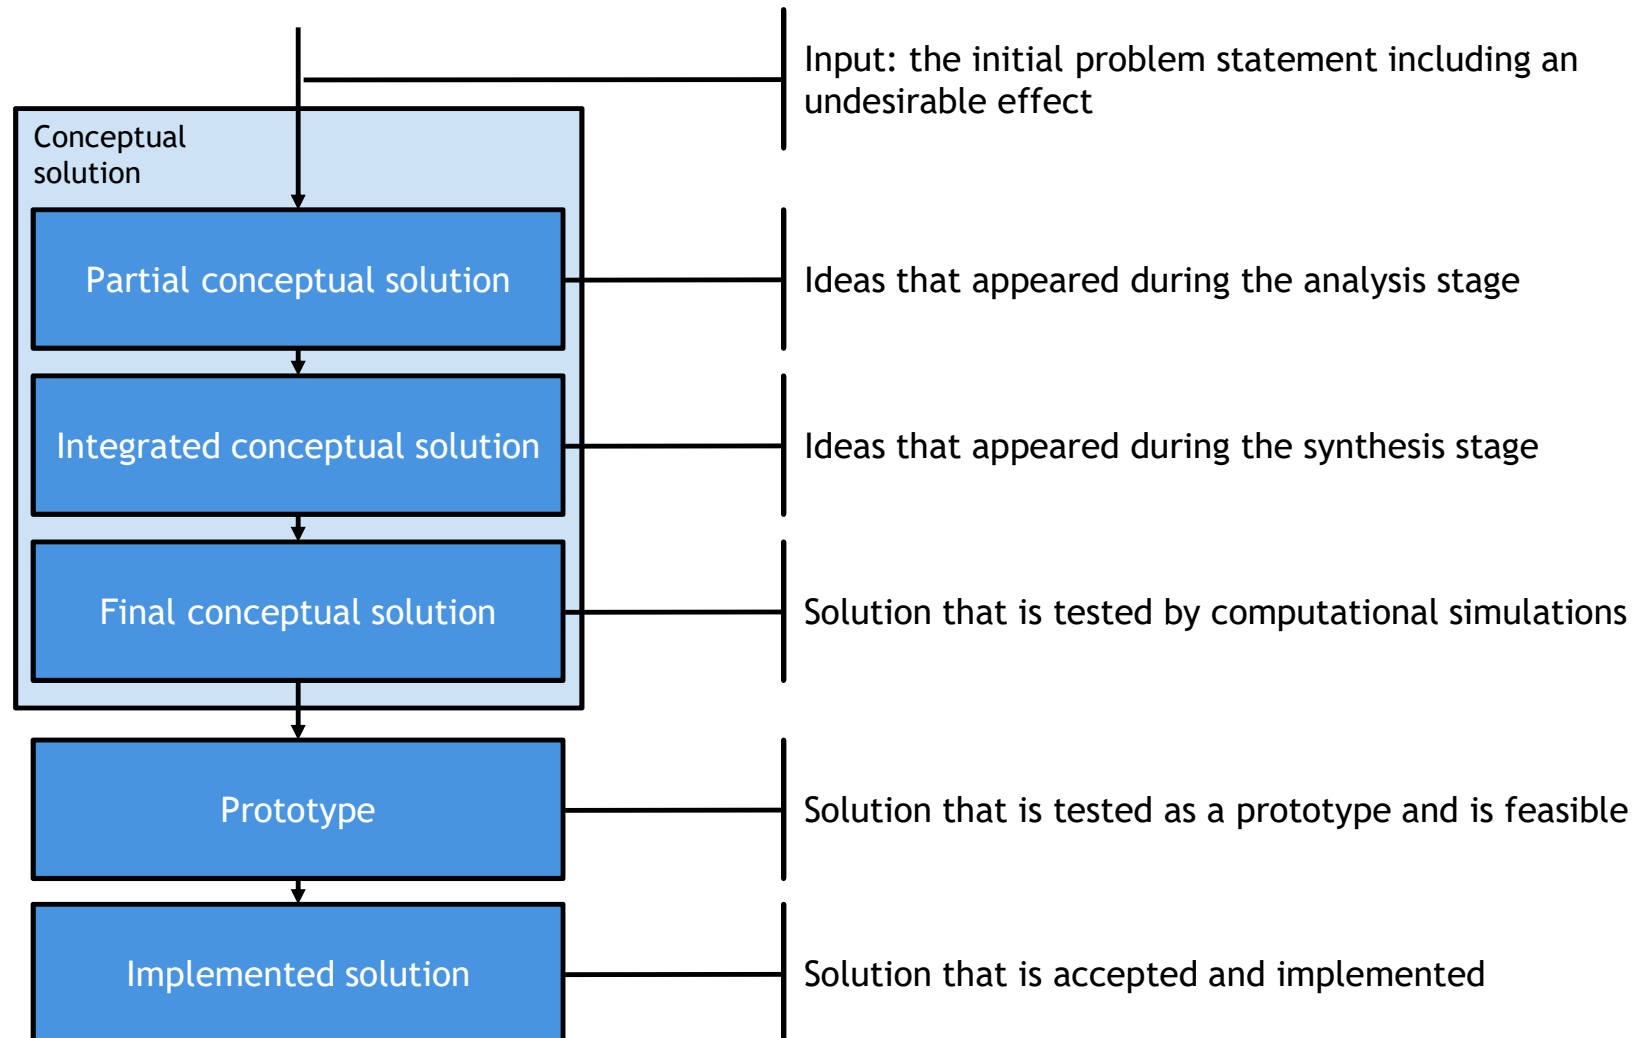 Input: the initial problem statement including an
undesirable effect
Conceptual
solution
Partial conceptual solution
Ideas that appeared during the analysis stage
Integrated conceptual solution
Ideas that appeared during the synthesis stage
Final conceptual solution
Solution that is tested by computational simulations
Prototype
Solution that is tested as a prototype and is feasible
Implemented solution
Solution that is accepted and implemented